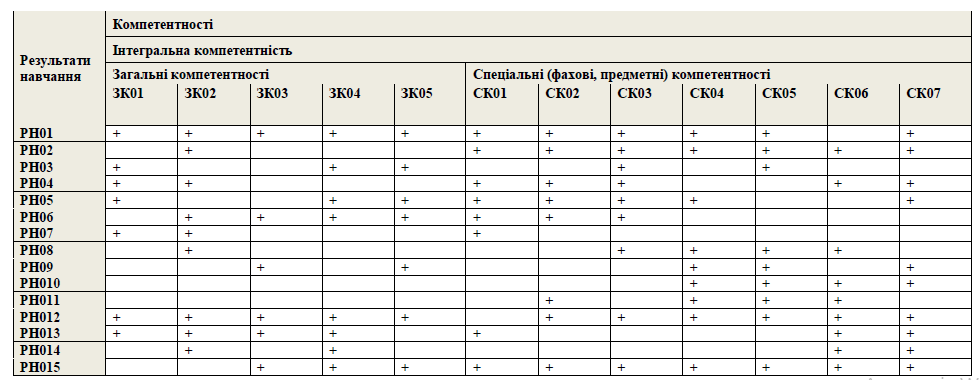 Компетентності
Інтегральна компетентність
Результати навчання
Загальні компетентності Спеціальні (фахові, предметні) компетентності
ЗК01 ЗК02 ЗК03 ЗК04 ЗК05 СК01 СК02 СК03 СК04 СК05 СК06 СК07
РН01 + + + + + + + + + + +
РН02 + + + + + + + +
РН03 + + + + +
РН04 + + + + + + +
РН05 + + + + + + + +
РН06 + + + + + + +
РН07 + + +
РН08 + + + + +
РН09 + + + + +
РН010 + + + +
РН011 + + + +
РН012 + + + + + + + + + + +
РН013 + + + + + + +
РН014 + + + +
РН015 + + + + + + + + + +